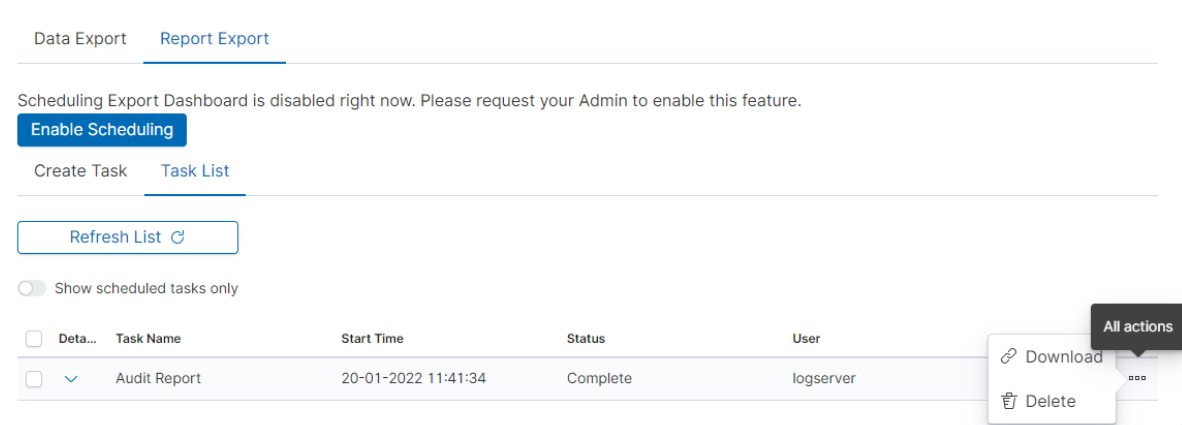 Data Export Report Export
Scheduling Export Dashboard is disabled right now. Please request your Admin to enable this feature.
Enable Scheduling
Create Task Task List
Refresh List
Show scheduled tasks only
All actions
Deta... Task Name Start Time Status User
Download
Audit Report 20-01-2022 11:41:34 Complete logserver
Delete